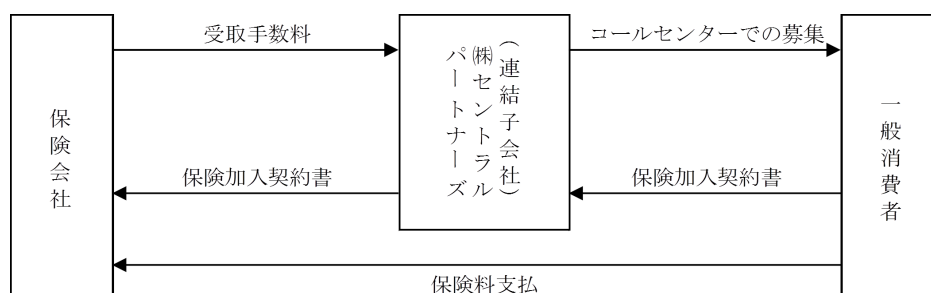 受取手数料
コールセンターでの募集
保険会社
(連結子会社)
㈱セントラル
パートナーズ
一般消費者
保険加入契約書
保険加入契約書
保険料支払